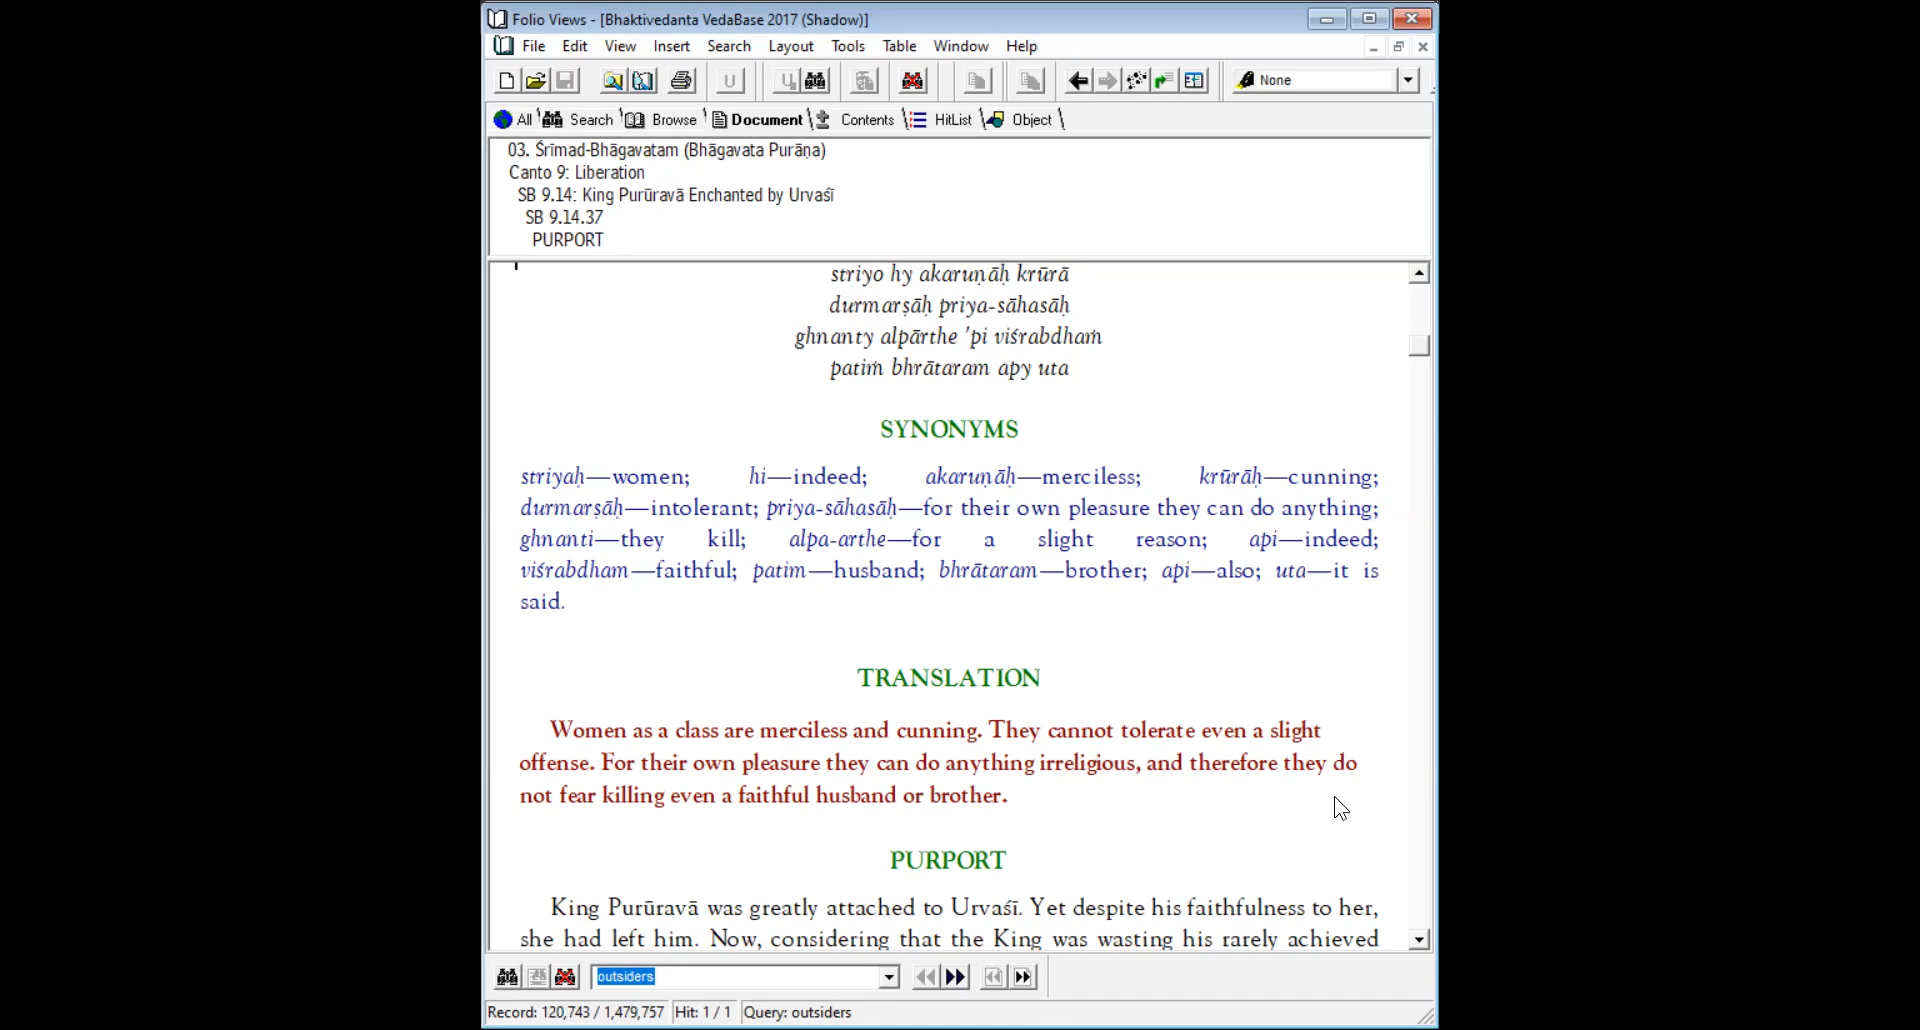 Folio Views - [Bhaktivedanta VedaBase 2017 (Shadow)]
File Edit View Insert Search Layout Tools Table Window Help
U U None
All Search Browse Document Contents HitList Object
03. Śrīmad-Bhāgavatam (Bhāgavata Purāṇa)
Canto 9: Liberation
SB 9.14: King Purūravā Enchanted by Urvaśī
SB 9.14.37
PURPORT
striyo hy akaruṇāḥ krūrā
durmarṣāḥ priya-sāhasāḥ
ghnanty alpārthe 'pi viśrabdhaṁ
patiṁ bhrātaram apy uta
SYNONYMS
striyaḥ—women; hi—indeed; akaruṇāḥ—merciless; krūrāḥ—cunning;
durmarṣāḥ—intolerant; priya-sāhasāḥ—for their own pleasure they can do anything;
ghnanti—they kill; alpa-arthe—for a slight reason; api—indeed;
viśrabdham—faithful; patim—husband; bhrātaram—brother; api—also; uta—it is
said.
TRANSLATION
Women as a class are merciless and cunning. They cannot tolerate even a slight
offense. For their own pleasure they can do anything irreligious, and therefore they do
not fear killing even a faithful husband or brother.
PURPORT
King Purūravā was greatly attached to Urvaśī. Yet despite his faithfulness to her,
she had left him. Now, considering that the King was wasting his rarely achieved
outsiders
Record: 120,743 / 1,479,757 Hit: 1 / 1 Query: outsiders